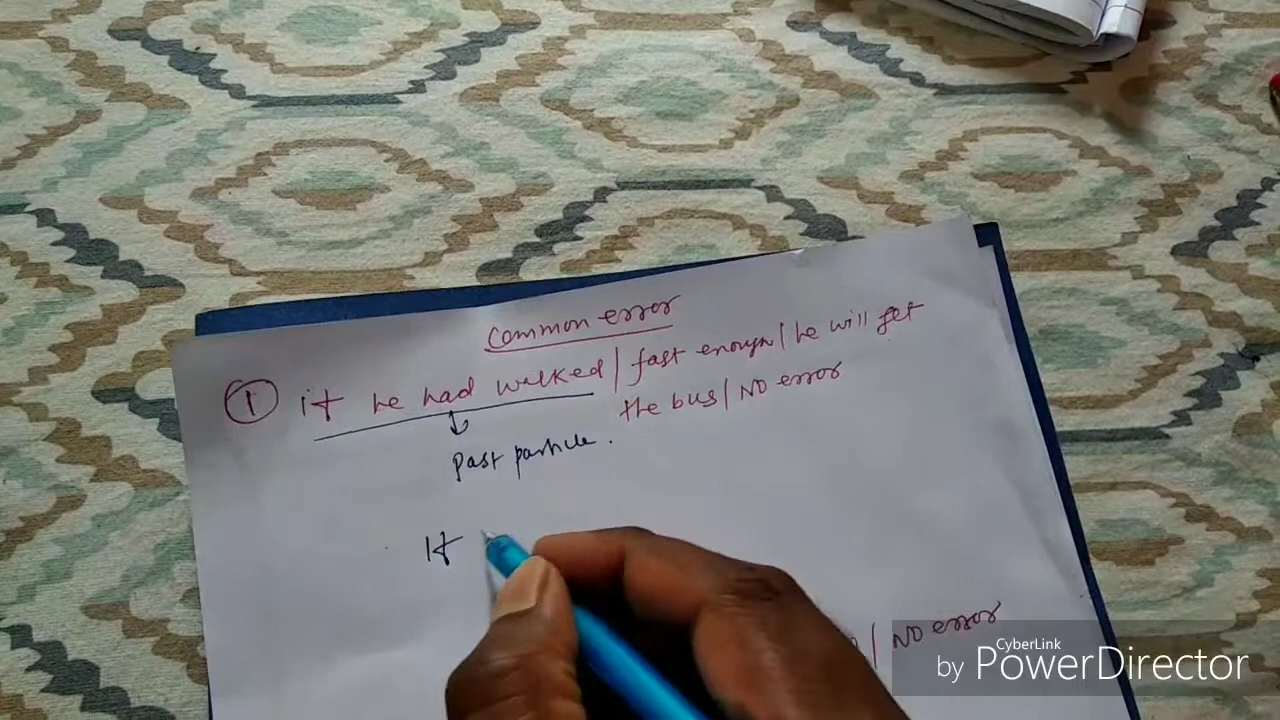 common error
① if he had walked / fast enough / he will get
the bus / NO error
↓
Past particle .
If
/ NO error
CyberLink
by PowerDirector